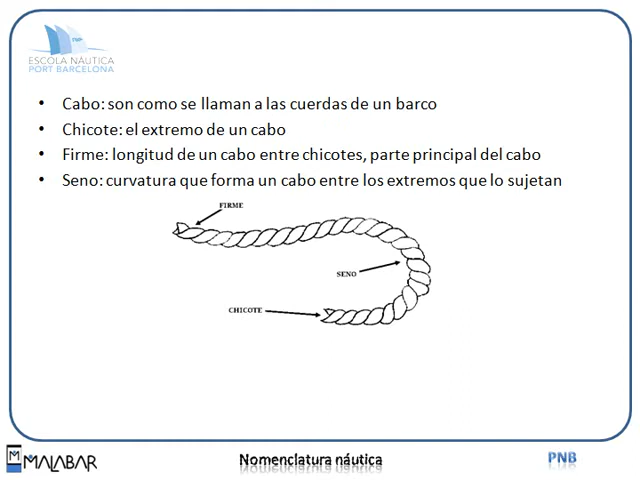 ESCOLA NÀUTICA
PORT BARCELONA
• Cabo: son como se llaman a las cuerdas de un barco
• Chicote: el extremo de un cabo
• Firme: longitud de un cabo entre chicotes, parte principal del cabo
• Seno: curvatura que forma un cabo entre los extremos que lo sujetan
FIRME
SENO
CHICOTE
MALABAR
Nomenclatura náutica
PNB